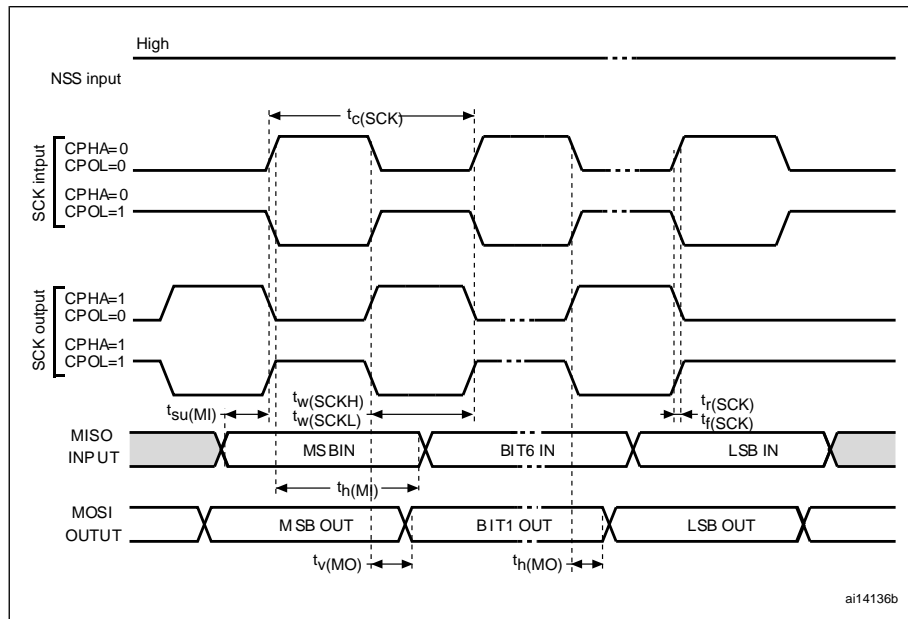 High
NSS input
tc(SCK)
SCK intput
CPHA=0
CPOL=0
CPHA=0
CPOL=1
SCK output
CPHA=1
CPOL=0
CPHA=1
CPOL=1
tsu(MI)
tw(SCKH)
tw(SCKL)
tr(SCK)
tf(SCK)
MISO
INPUT
MSBIN
BIT6 IN
LSB IN
th(MI)
MOSI
OUTUT
MSB OUT
BIT1 OUT
LSB OUT
tv(MO)
th(MO)
ai14136b